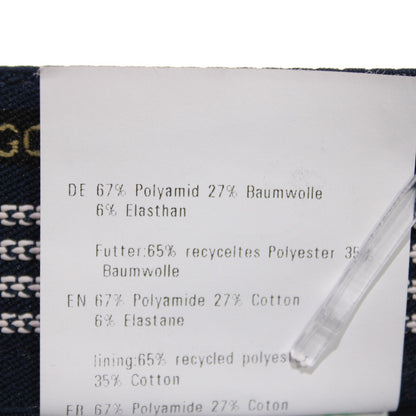 GO
DE 67% Polyamid 27% Baumwolle
6% Elasthan
Futter:65% recyceltes Polyester 35%
Baumwolle
EN 67% Polyamide 27% Cotton
6% Elastane
lining:65% recycled polyester
35% Cotton
FR 67% Polyamide 27% Coton